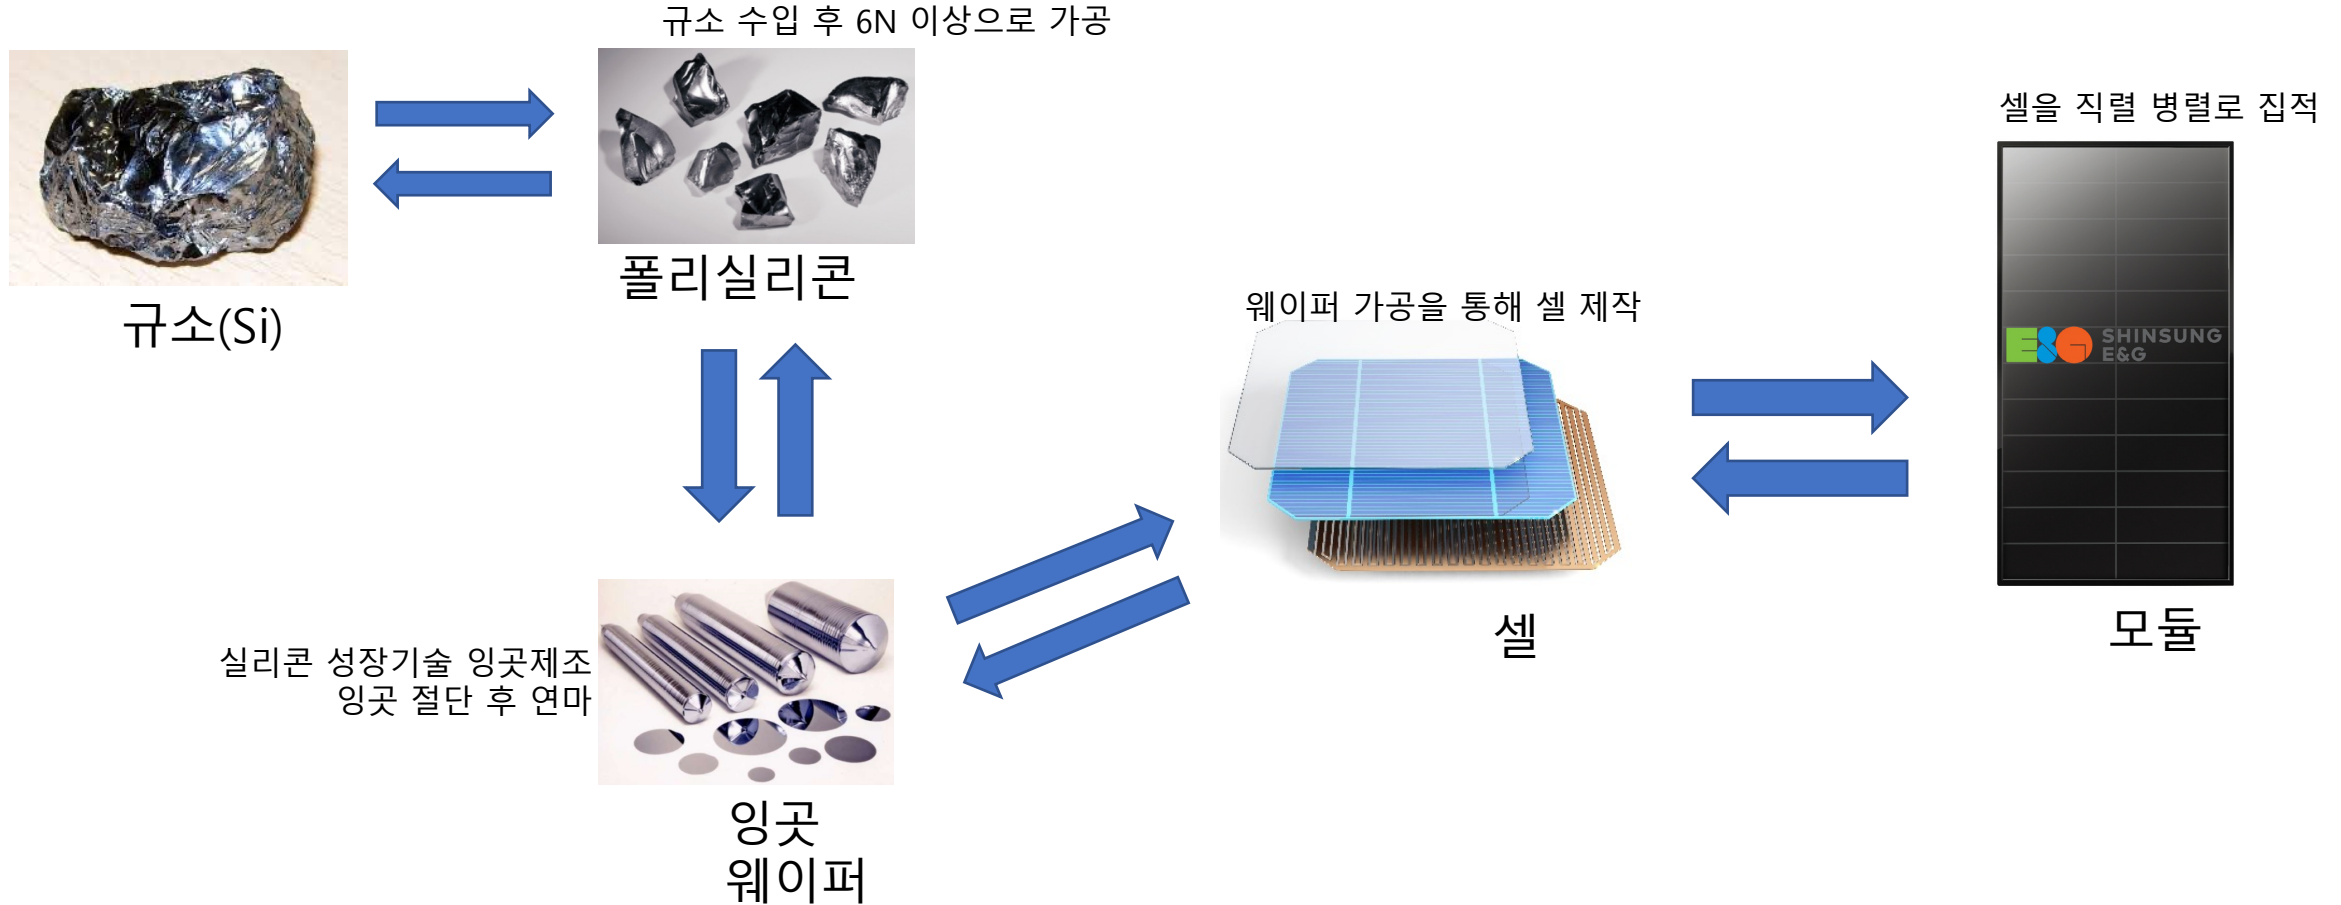 규소 수입 후 6N 이상으로 가공
규소(Si)
폴리실리콘
실리콘 성장기술 잉곳제조
잉곳 절단 후 연마
잉곳
웨이퍼
웨이퍼 가공을 통해 셀 제작
셀
셀을 직렬 병렬로 집적
E&G SHINSUNG
E&G
모듈